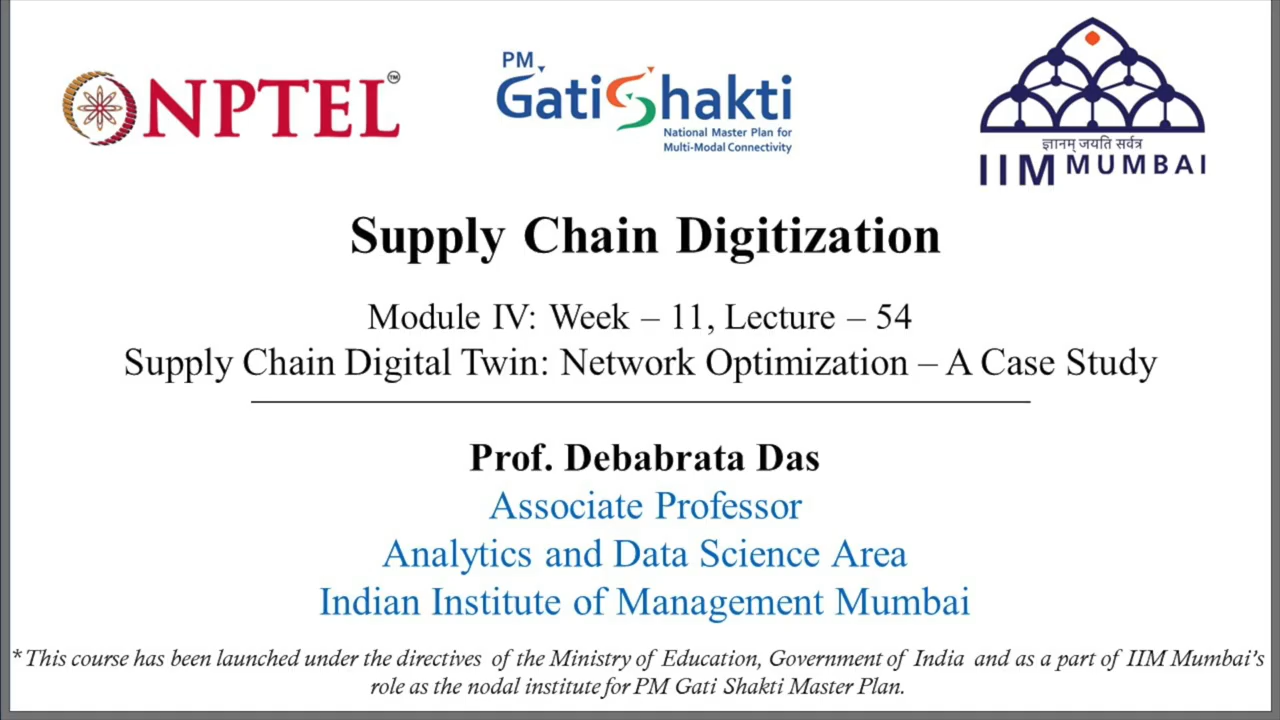 NPTEL™
PM
GatiShakti
National Master Plan for
Multi-Modal Connectivity
ज्ञानम् जयति सर्वत्र
IIM MUMBAI
Supply Chain Digitization
Module IV: Week – 11, Lecture – 54
Supply Chain Digital Twin: Network Optimization – A Case Study
Prof. Debabrata Das
Associate Professor
Analytics and Data Science Area
Indian Institute of Management Mumbai
*This course has been launched under the directives of the Ministry of Education, Government of India and as a part of IIM Mumbai's
role as the nodal institute for PM Gati Shakti Master Plan.